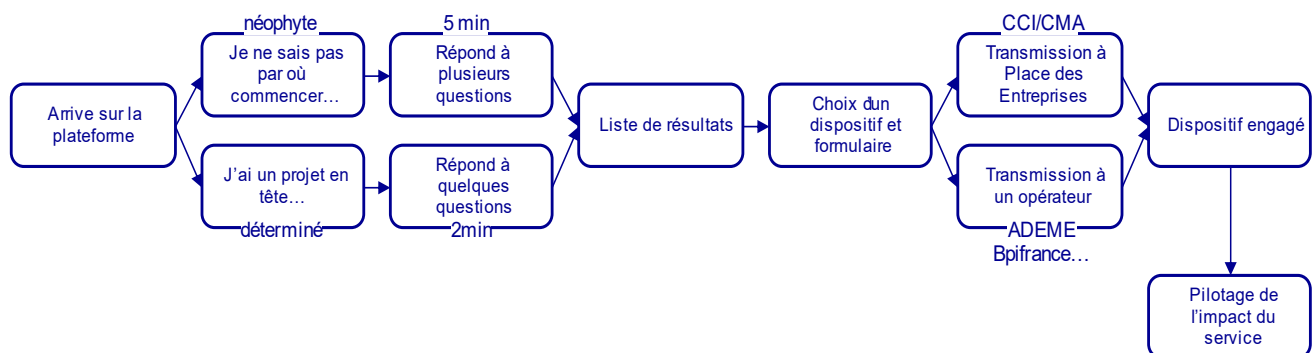 néophyte
Je ne sais pas
par où
commencer…
5 min
Répond à
plusieurs
questions
CCI/CMA
Transmission à
Place des
Entreprises
Arrive sur la
plateforme
Liste de résultats
Choix d'un
dispositif et
formulaire
Dispositif engagé
J'ai un projet en
tête…
déterminé
Répond à
quelques
questions
2min
Transmission à
un opérateur
ADEME
Bpifrance…
Pilotage de
l'impact du
service